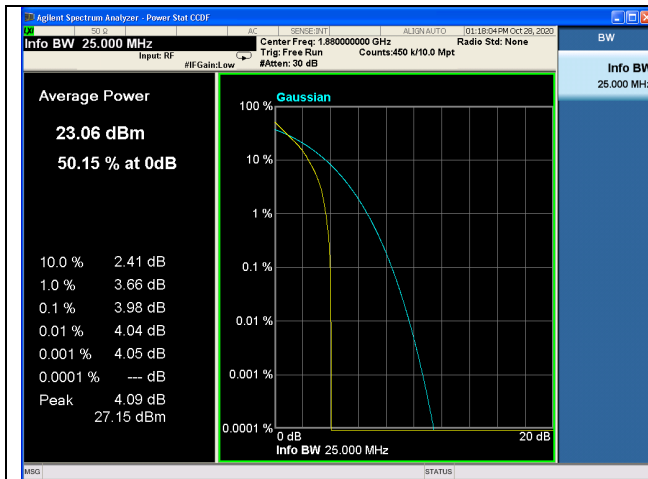 Agilent Spectrum Analyzer - Power Stat CCDF
LXI 50 Ω AC SENSE:INT ALIGN AUTO 01:18:04 PM Oct 28, 2020
Info BW 25.000 MHz
Center Freq: 1.880000000 GHz Radio Std: None
Input: RF Trig: Free Run Counts:450 k/10.0 Mpt
#IFGain:Low #Atten: 30 dB
BW
Info BW
25.000 MHz
Average Power
23.06 dBm
50.15 % at 0dB
10.0 % 2.41 dB
1.0 % 3.66 dB
0.1 % 3.98 dB
0.01 % 4.04 dB
0.001 % 4.05 dB
0.0001 % --- dB
Peak 4.09 dB
27.15 dBm
Gaussian
100 %
10 %
1 %
0.1 %
0.01 %
0.001 %
0.0001 %
0 dB 20 dB
Info BW 25.000 MHz
MSG STATUS